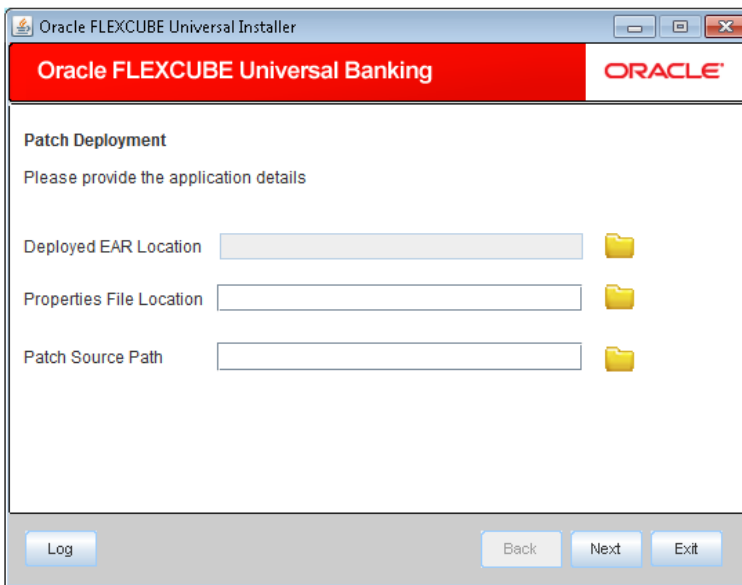 Oracle FLEXCUBE Universal Installer
Oracle FLEXCUBE Universal Banking
ORACLE
Patch Deployment
Please provide the application details
Deployed EAR Location
Properties File Location
Patch Source Path
Log
Back
Next
Exit